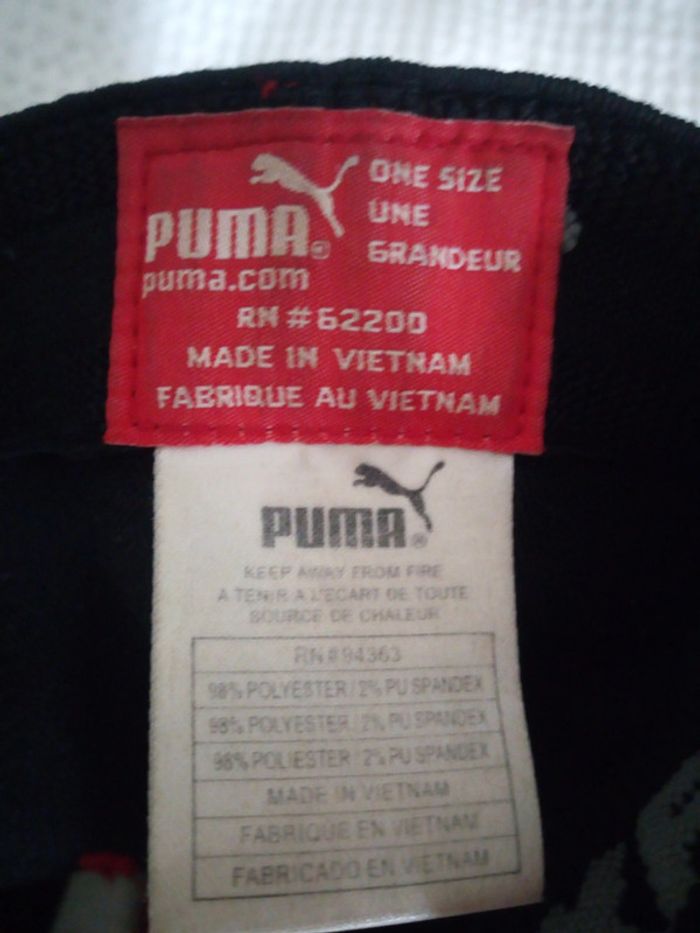 PUMA®
puma.com
ONE SIZE
UNE
GRANDEUR
RN # 62200
MADE IN VIETNAM
FABRIQUE AU VIETNAM
PUMA®
KEEP AWAY FROM FIRE
A TENIR A L'ECART DE TOUTE
SOURCE DE CHALEUR
RN#94363
98% POLYESTER / 2% PU SPANDEX
98% POLYESTER / 2% PU SPANDEX
98% POLIESTER / 2% PU SPANDEX
MADE IN VIETNAM
FABRIQUE EN VIETNAM
FABRICADO EN VIETNAM